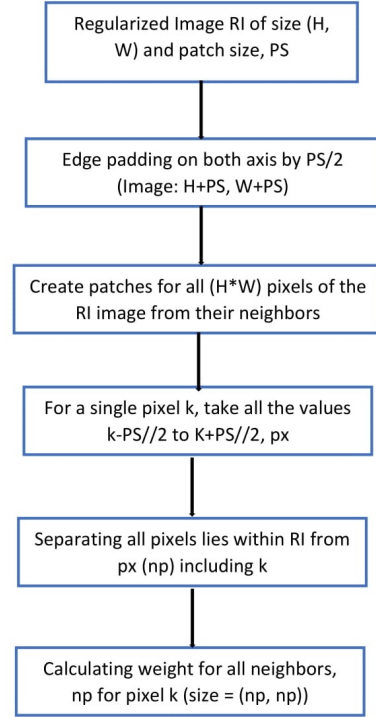 Regularized Image RI of size (H,
W) and patch size, PS
Edge padding on both axis by PS/2
(Image: H+PS, W+PS)
Create patches for all (H*W) pixels of the
RI image from their neighbors
For a single pixel k, take all the values
k-PS//2 to K+PS//2, px
Separating all pixels lies within RI from
px (np) including k
Calculating weight for all neighbors,
np for pixel k (size = (np, np))